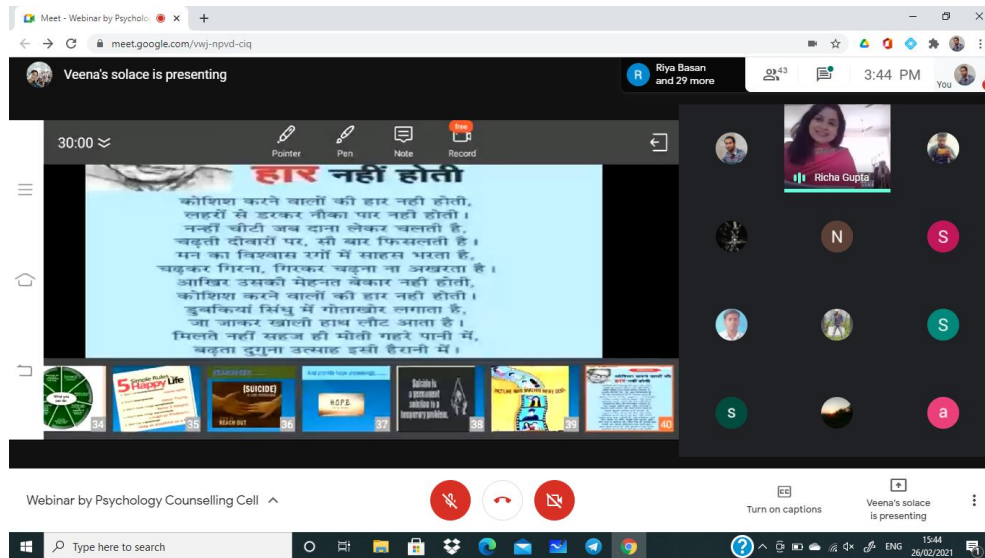 Meet - Webinar by Psycholo
meet.google.com/vwj-npvd-ciq
Veena's solace is presenting
R
Riya Basan
and 29 more
43
3:44 PM
You
30:00
Pointer
Pen
Note
free
Record
हार नहीं होती
कोशिश करने वालों की हार नही होती,
लहरों से डरकर नौका पार नही होती।
नन्हीं चीटी जब दाना लेकर चलती है,
चढ़ती दीवारों पर, सौ बार फिसलती है।
मन का विश्वास रगों में साहस भरता है,
चढ़कर गिरना, गिरकर चढ़ना ना अखरता है।
आखिर उसकी मेहनत बेकार नही होती,
कोशिश करने वालों की हार नही होती।
डुबकियां सिंधु में गोताखोर लगाता है,
जा जाकर खाली हाथ लौट आता है।
मिलते नहीं सहज ही मोती गहरे पानी में,
बढ़ता दुगुना उत्साह इसी हैरानी में।
34
5 Simple Rules
Happy Life
35
(SUICIDE)
REACH OUT
36
HOPE
37
Suicide is
a permanent
solution to a
temporary problem.
38
39
हार नहीं होती
40
Richa Gupta
N
S
S
s
a
Webinar by Psychology Counselling Cell
CC
Turn on captions
Veena's solace
is presenting
Type here to search
ENG
15:44
26/02/2021